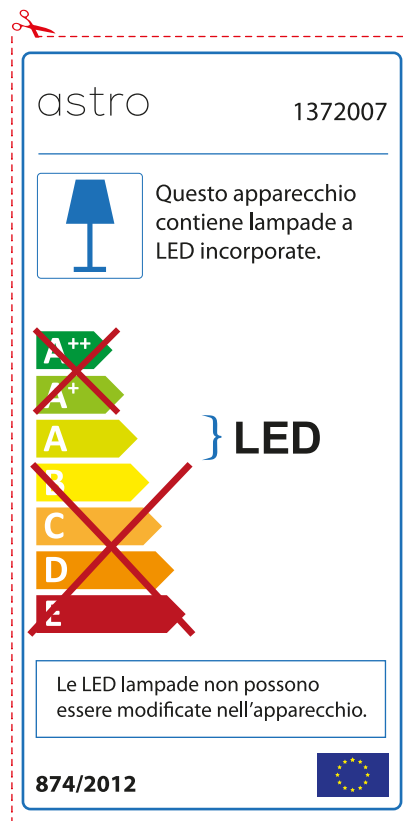 astro
1372007
Questo apparecchio
contiene lampade a
LED incorporate.
A++
A+
A
LED
B
C
D
E
Le LED lampade non possono
essere modificate nell'apparecchio.
874/2012